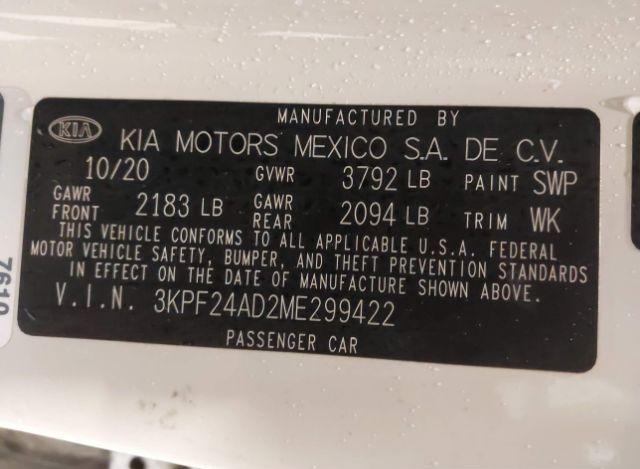 MANUFACTURED BY
KIA KIA MOTORS MEXICO S.A. DE C.V.
10/20 GVWR 3792 LB PAINT SWP
GAWR FRONT 2183 LB GAWR REAR 2094 LB TRIM WK
THIS VEHICLE CONFORMS TO ALL APPLICABLE U.S.A. FEDERAL
MOTOR VEHICLE SAFETY, BUMPER, AND THEFT PREVENTION STANDARDS
IN EFFECT ON THE DATE OF MANUFACTURE SHOWN ABOVE.
V.I.N. 3KPF24AD2ME299422
PASSENGER CAR